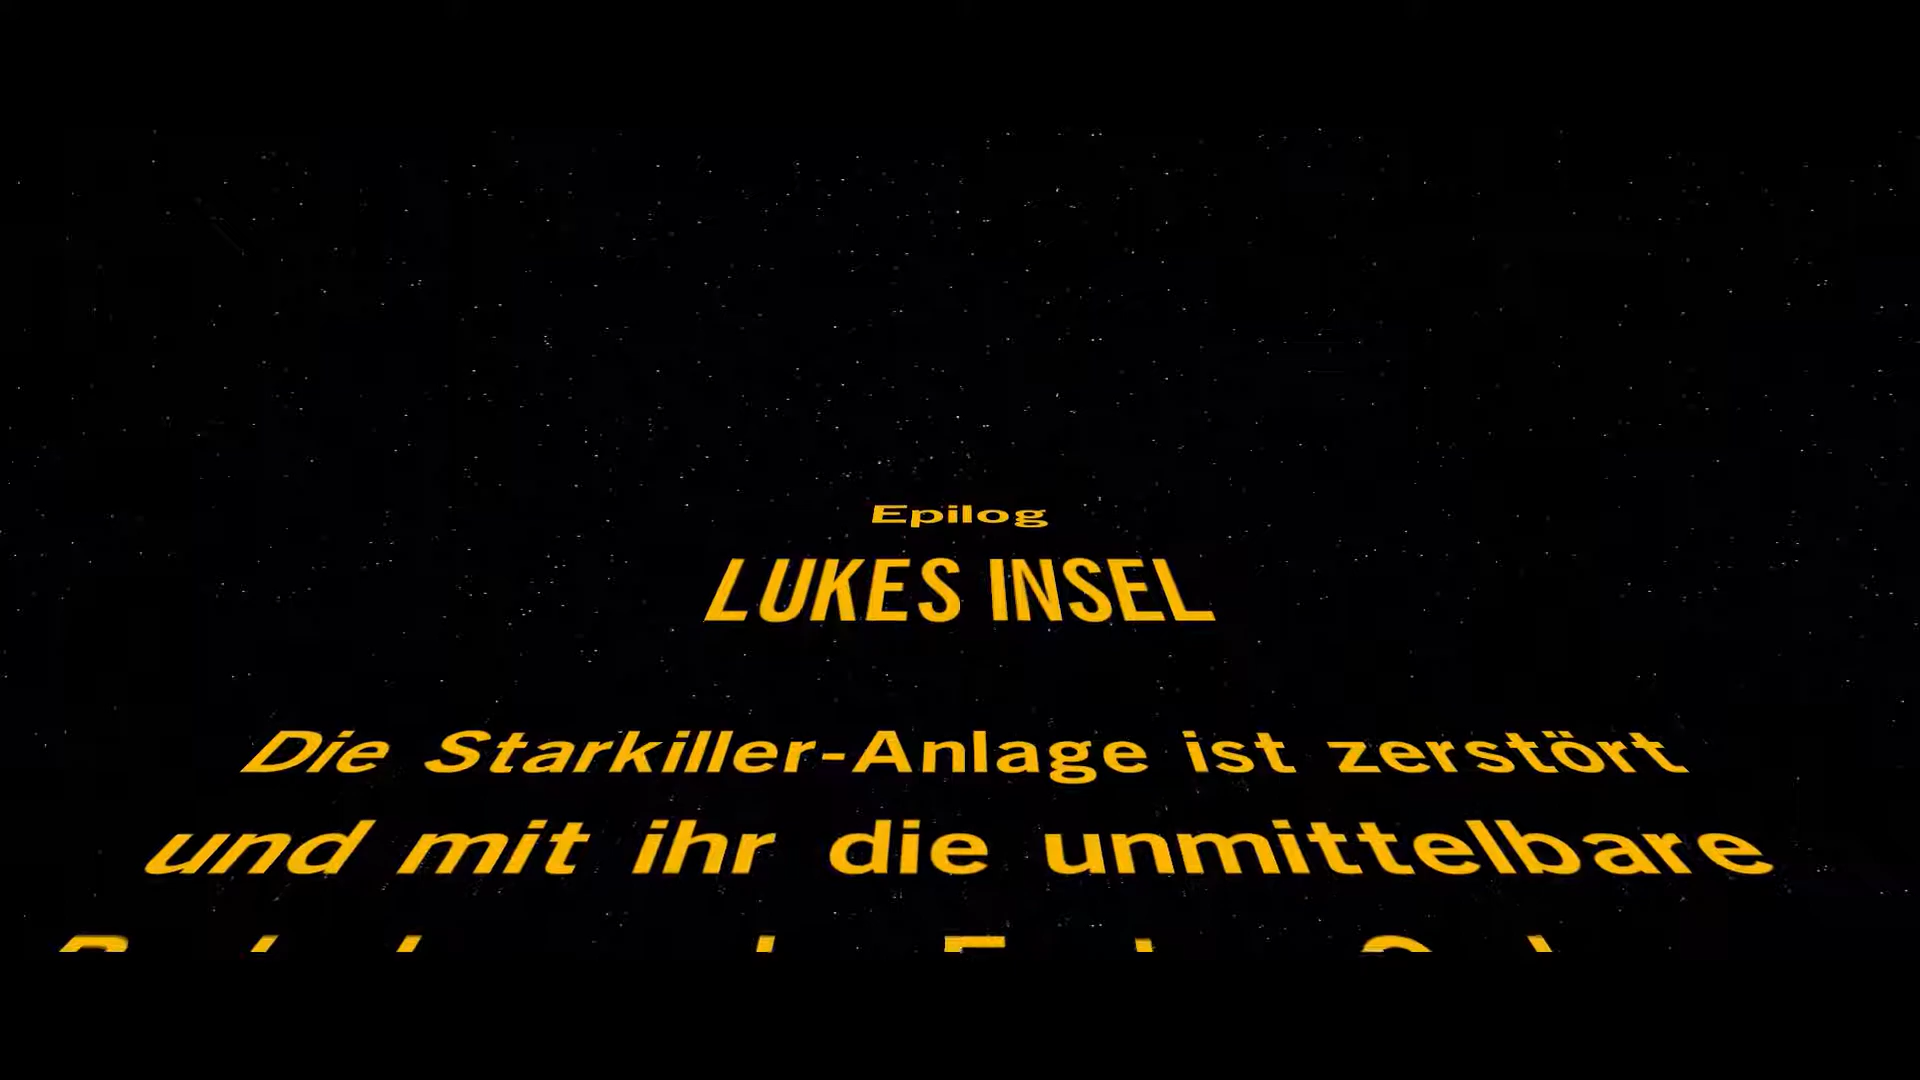 Epilog
LUKES INSEL
Die Starkiller-Anlage ist zerstört
und mit ihr die unmittelbare